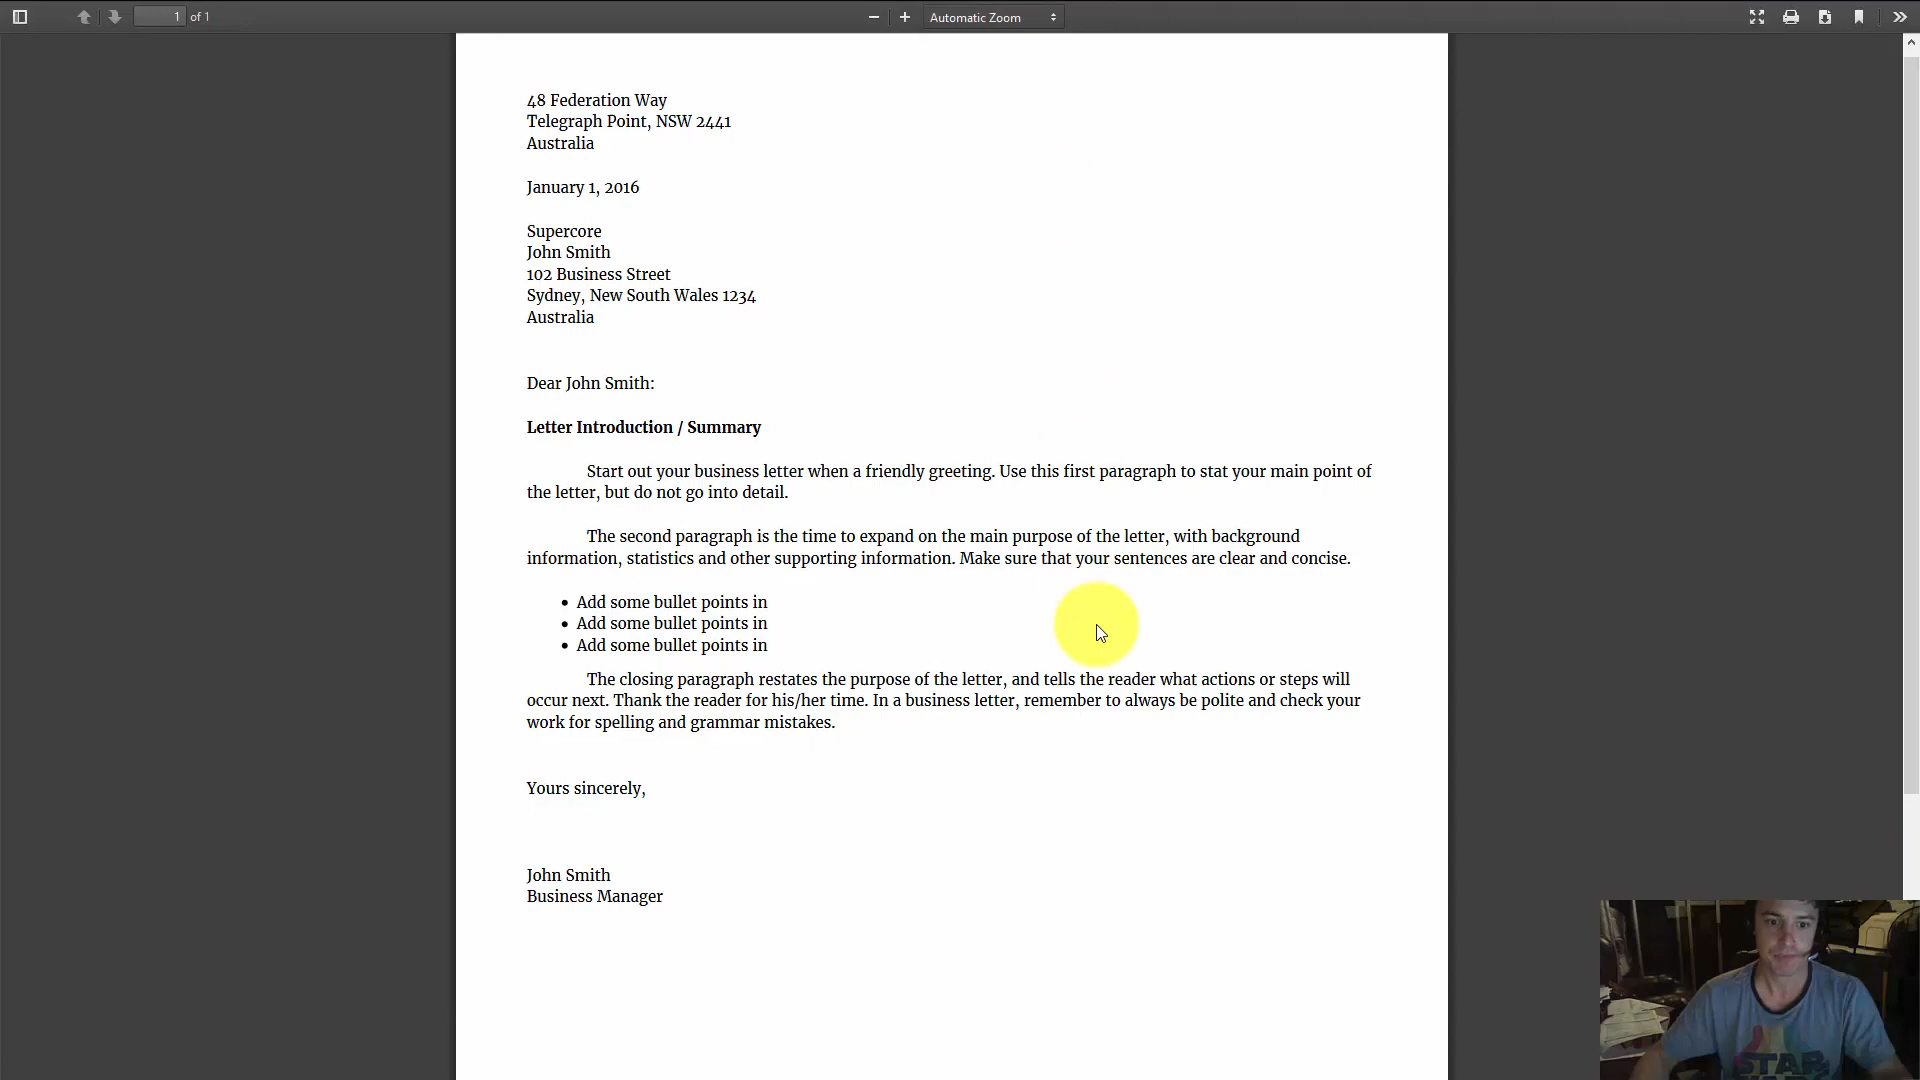 1 of 1
Automatic Zoom
48 Federation Way
Telegraph Point, NSW 2441
Australia
January 1, 2016
Supercore
John Smith
102 Business Street
Sydney, New South Wales 1234
Australia
Dear John Smith:
Letter Introduction / Summary
Start out your business letter when a friendly greeting. Use this first paragraph to stat your main point of
the letter, but do not go into detail.
The second paragraph is the time to expand on the main purpose of the letter, with background
information, statistics and other supporting information. Make sure that your sentences are clear and concise.
• Add some bullet points in
• Add some bullet points in
• Add some bullet points in
The closing paragraph restates the purpose of the letter, and tells the reader what actions or steps will
occur next. Thank the reader for his/her time. In a business letter, remember to always be polite and check your
work for spelling and grammar mistakes.
Yours sincerely,
John Smith
Business Manager
STAR